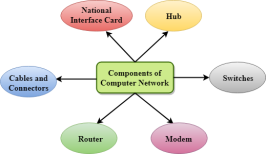 National
Interface Card
Hub
Cables and
Connectors
Components of
Computer Network
Switches
Router
Modem